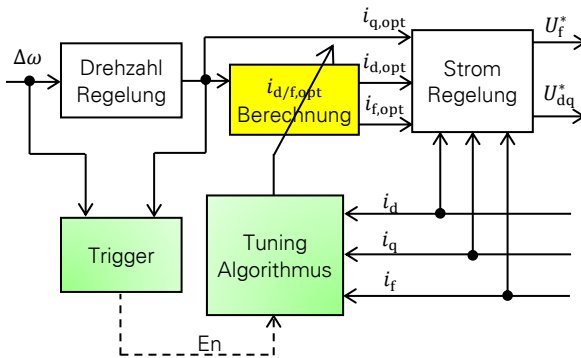 Δω
Drehzahl
Regelung
i_d/f,opt
Berechnung
i_q,opt
i_d,opt
i_f,opt
Strom
Regelung
U_f^*
U_dq^*
Trigger
Tuning
Algorithmus
i_d
i_q
i_f
En